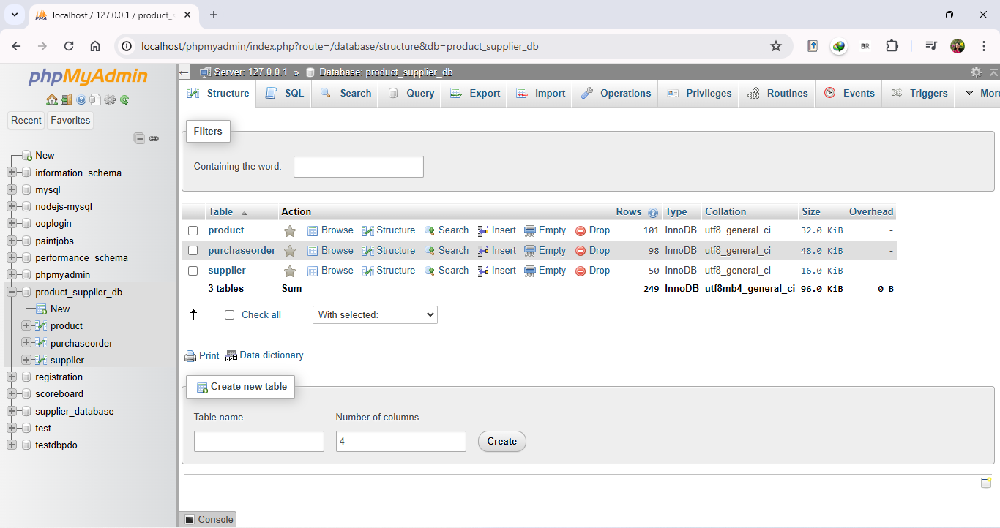 localhost / 127.0.0.1 / product_s
localhost/phpmyadmin/index.php?route=/database/structure&db=product_supplier_db
BR
phpMyAdmin
Recent Favorites
New
information_schema
mysql
nodejs-mysql
ooplogin
paintjobs
performance_schema
phpmyadmin
product_supplier_db
New
product
purchaseorder
supplier
registration
scoreboard
supplier_database
test
testdbpdo
Server: 127.0.0.1 » Database: product_supplier_db
Structure SQL Search Query Export Import Operations Privileges Routines Events Triggers More
Filters
Containing the word:
Table Action Rows Type Collation Size Overhead
product Browse Structure Search Insert Empty Drop 101 InnoDB utf8_general_ci 32.0 KiB -
purchaseorder Browse Structure Search Insert Empty Drop 98 InnoDB utf8_general_ci 48.0 KiB -
supplier Browse Structure Search Insert Empty Drop 50 InnoDB utf8_general_ci 16.0 KiB -
3 tables Sum 249 InnoDB utf8mb4_general_ci 96.0 KiB 0 B
Check all With selected:
Print Data dictionary
Create new table
Table name Number of columns
4 Create
Console